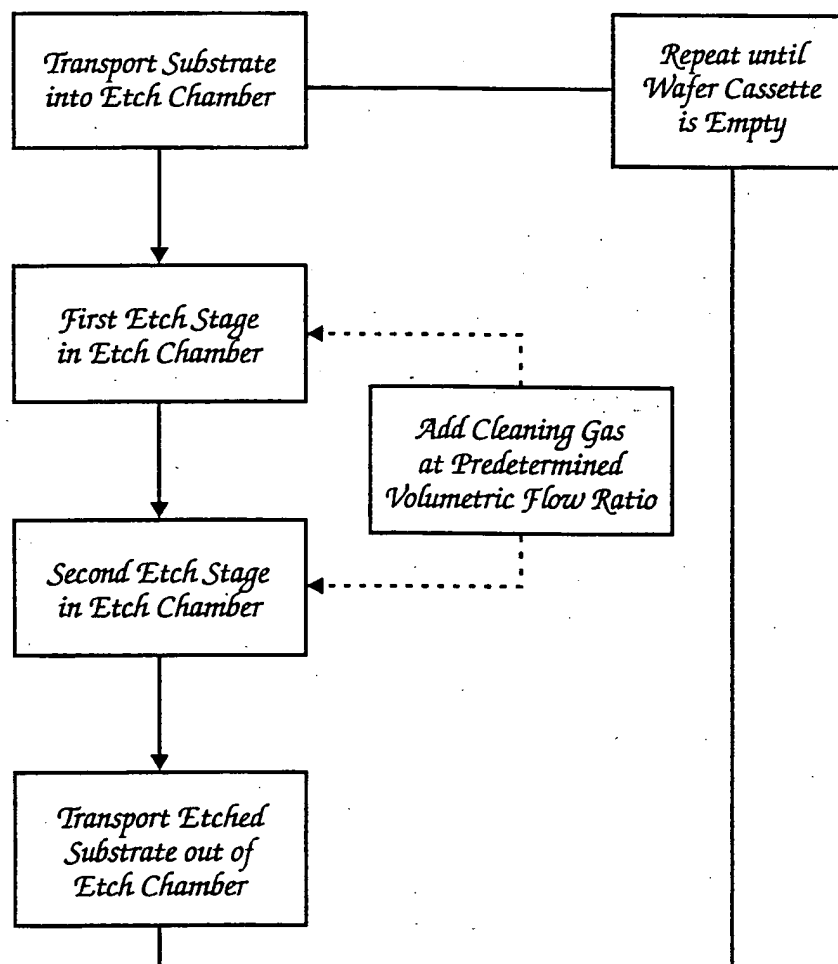 Transport Substrate
into Etch Chamber
Repeat until
Wafer Cassette
is Empty
First Etch Stage
in Etch Chamber
Add Cleaning Gas
at Predetermined
Volumetric Flow Ratio
Second Etch Stage
in Etch Chamber
Transport Etched
Substrate out of
Etch Chamber